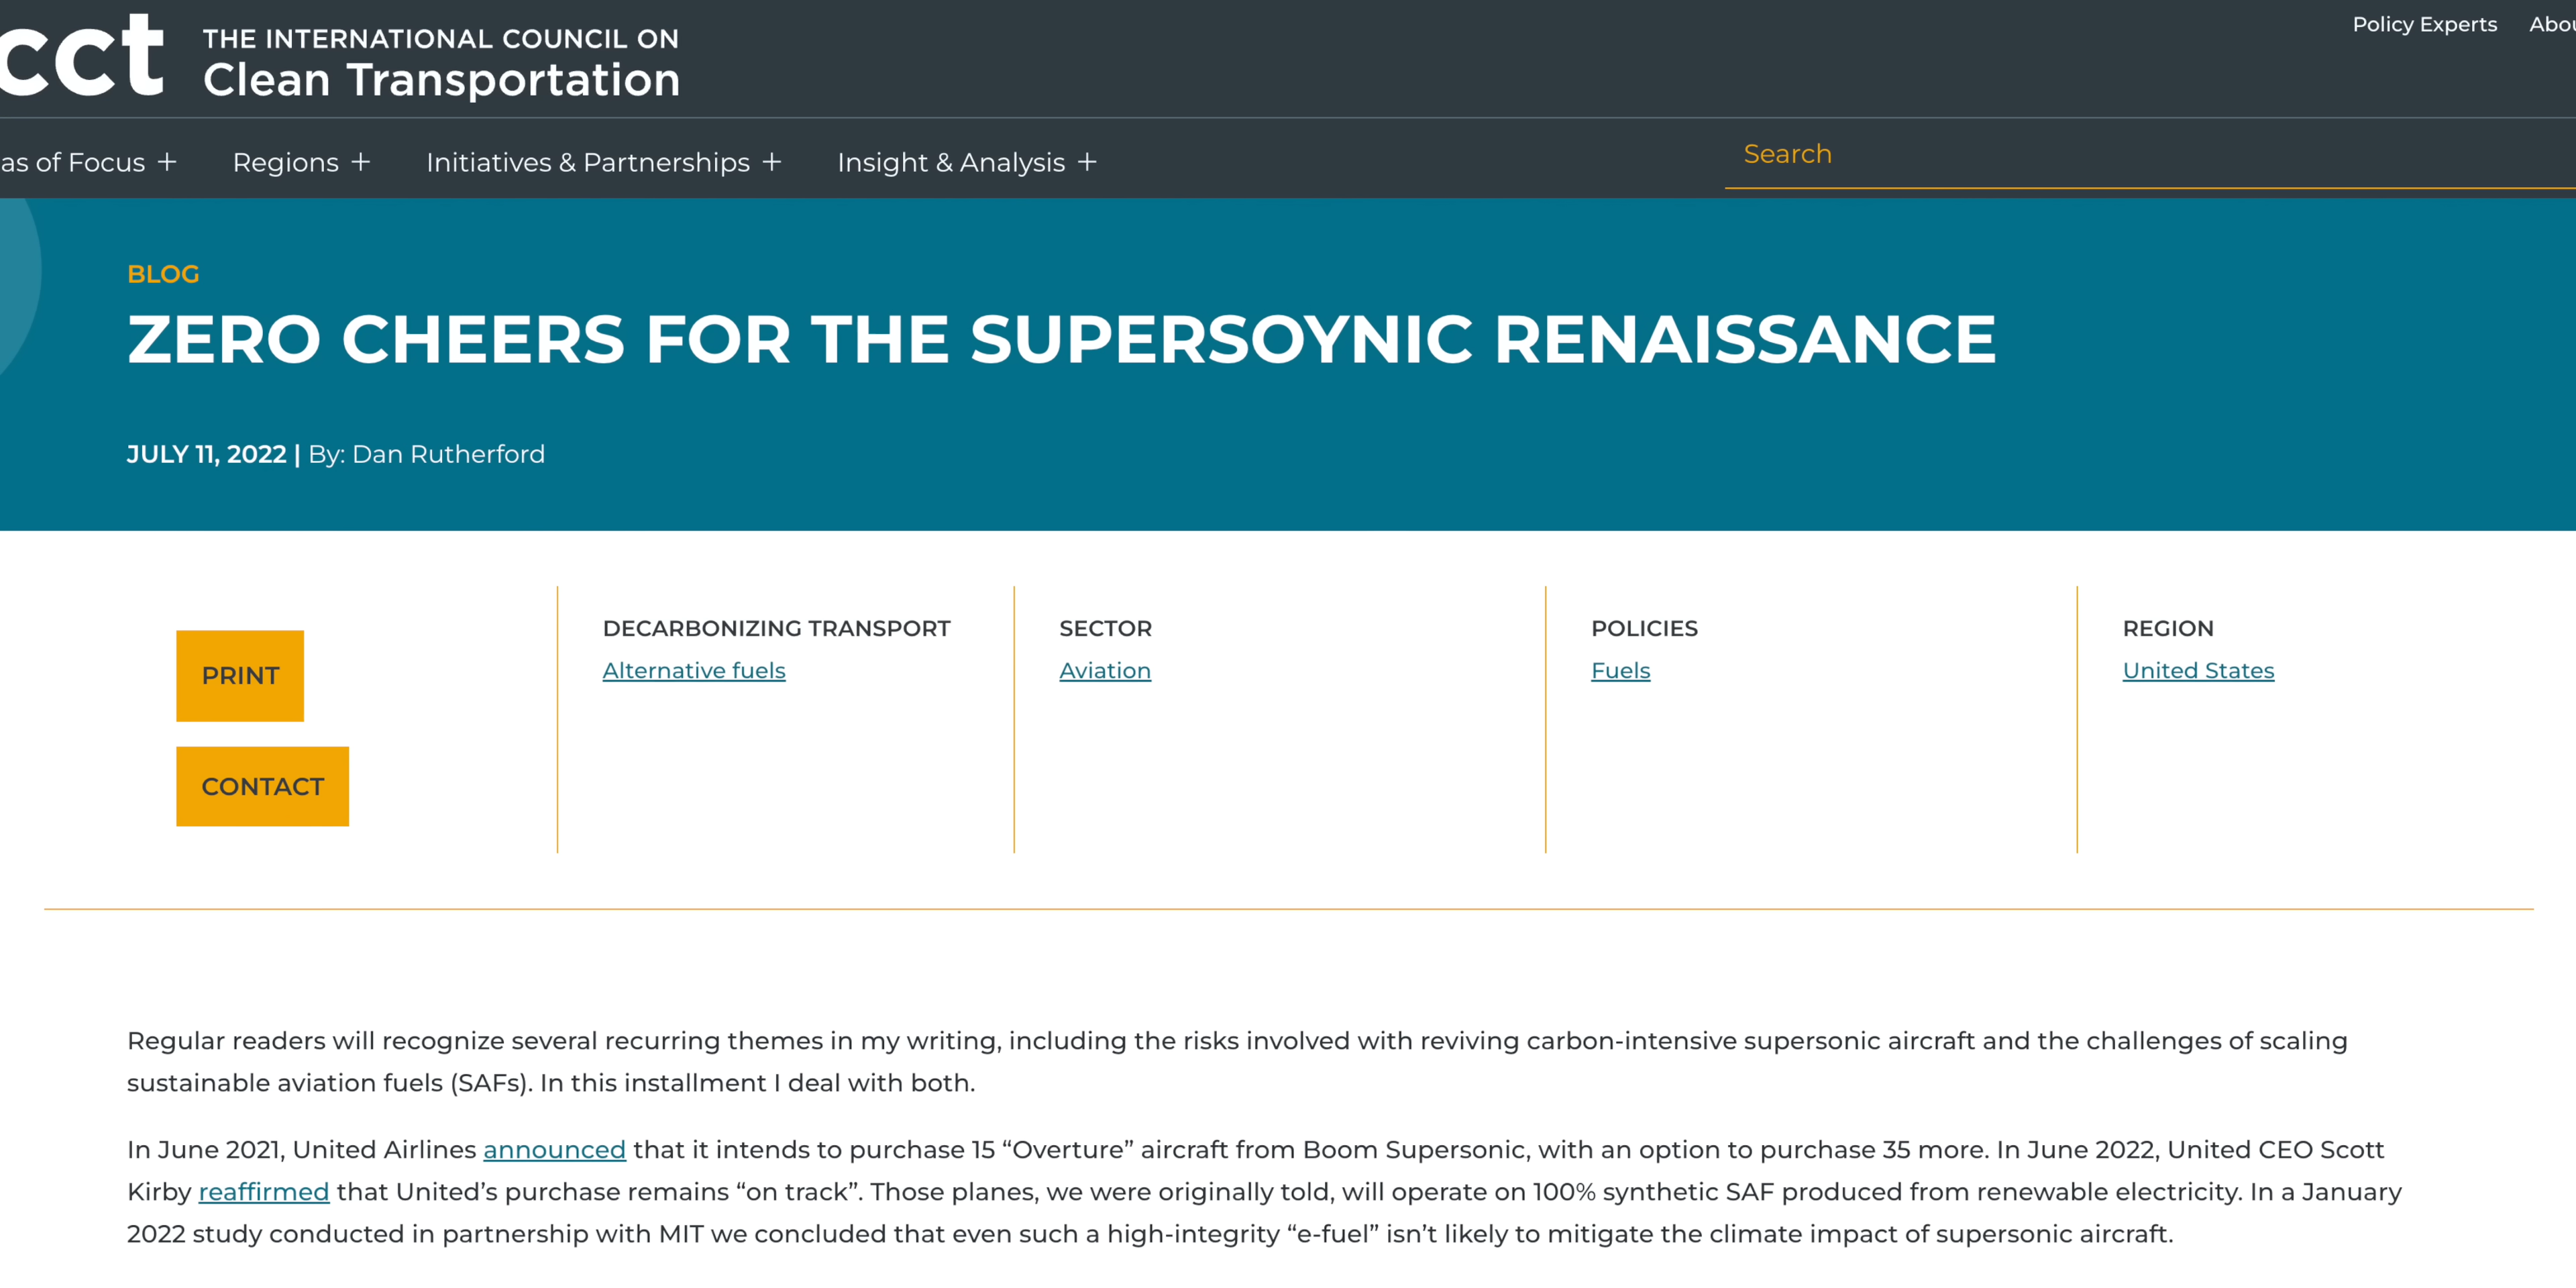 cct
THE INTERNATIONAL COUNCIL ON
Clean Transportation
Policy Experts Abou
as of Focus + Regions + Initiatives & Partnerships + Insight & Analysis +
Search
BLOG
ZERO CHEERS FOR THE SUPERSOYNIC RENAISSANCE
JULY 11, 2022 | By: Dan Rutherford
PRINT
CONTACT
DECARBONIZING TRANSPORT
Alternative fuels
SECTOR
Aviation
POLICIES
Fuels
REGION
United States
Regular readers will recognize several recurring themes in my writing, including the risks involved with reviving carbon-intensive supersonic aircraft and the challenges of scaling
sustainable aviation fuels (SAFs). In this installment I deal with both.
In June 2021, United Airlines announced that it intends to purchase 15 “Overture” aircraft from Boom Supersonic, with an option to purchase 35 more. In June 2022, United CEO Scott
Kirby reaffirmed that United’s purchase remains “on track”. Those planes, we were originally told, will operate on 100% synthetic SAF produced from renewable electricity. In a January
2022 study conducted in partnership with MIT we concluded that even such a high-integrity “e-fuel” isn’t likely to mitigate the climate impact of supersonic aircraft.